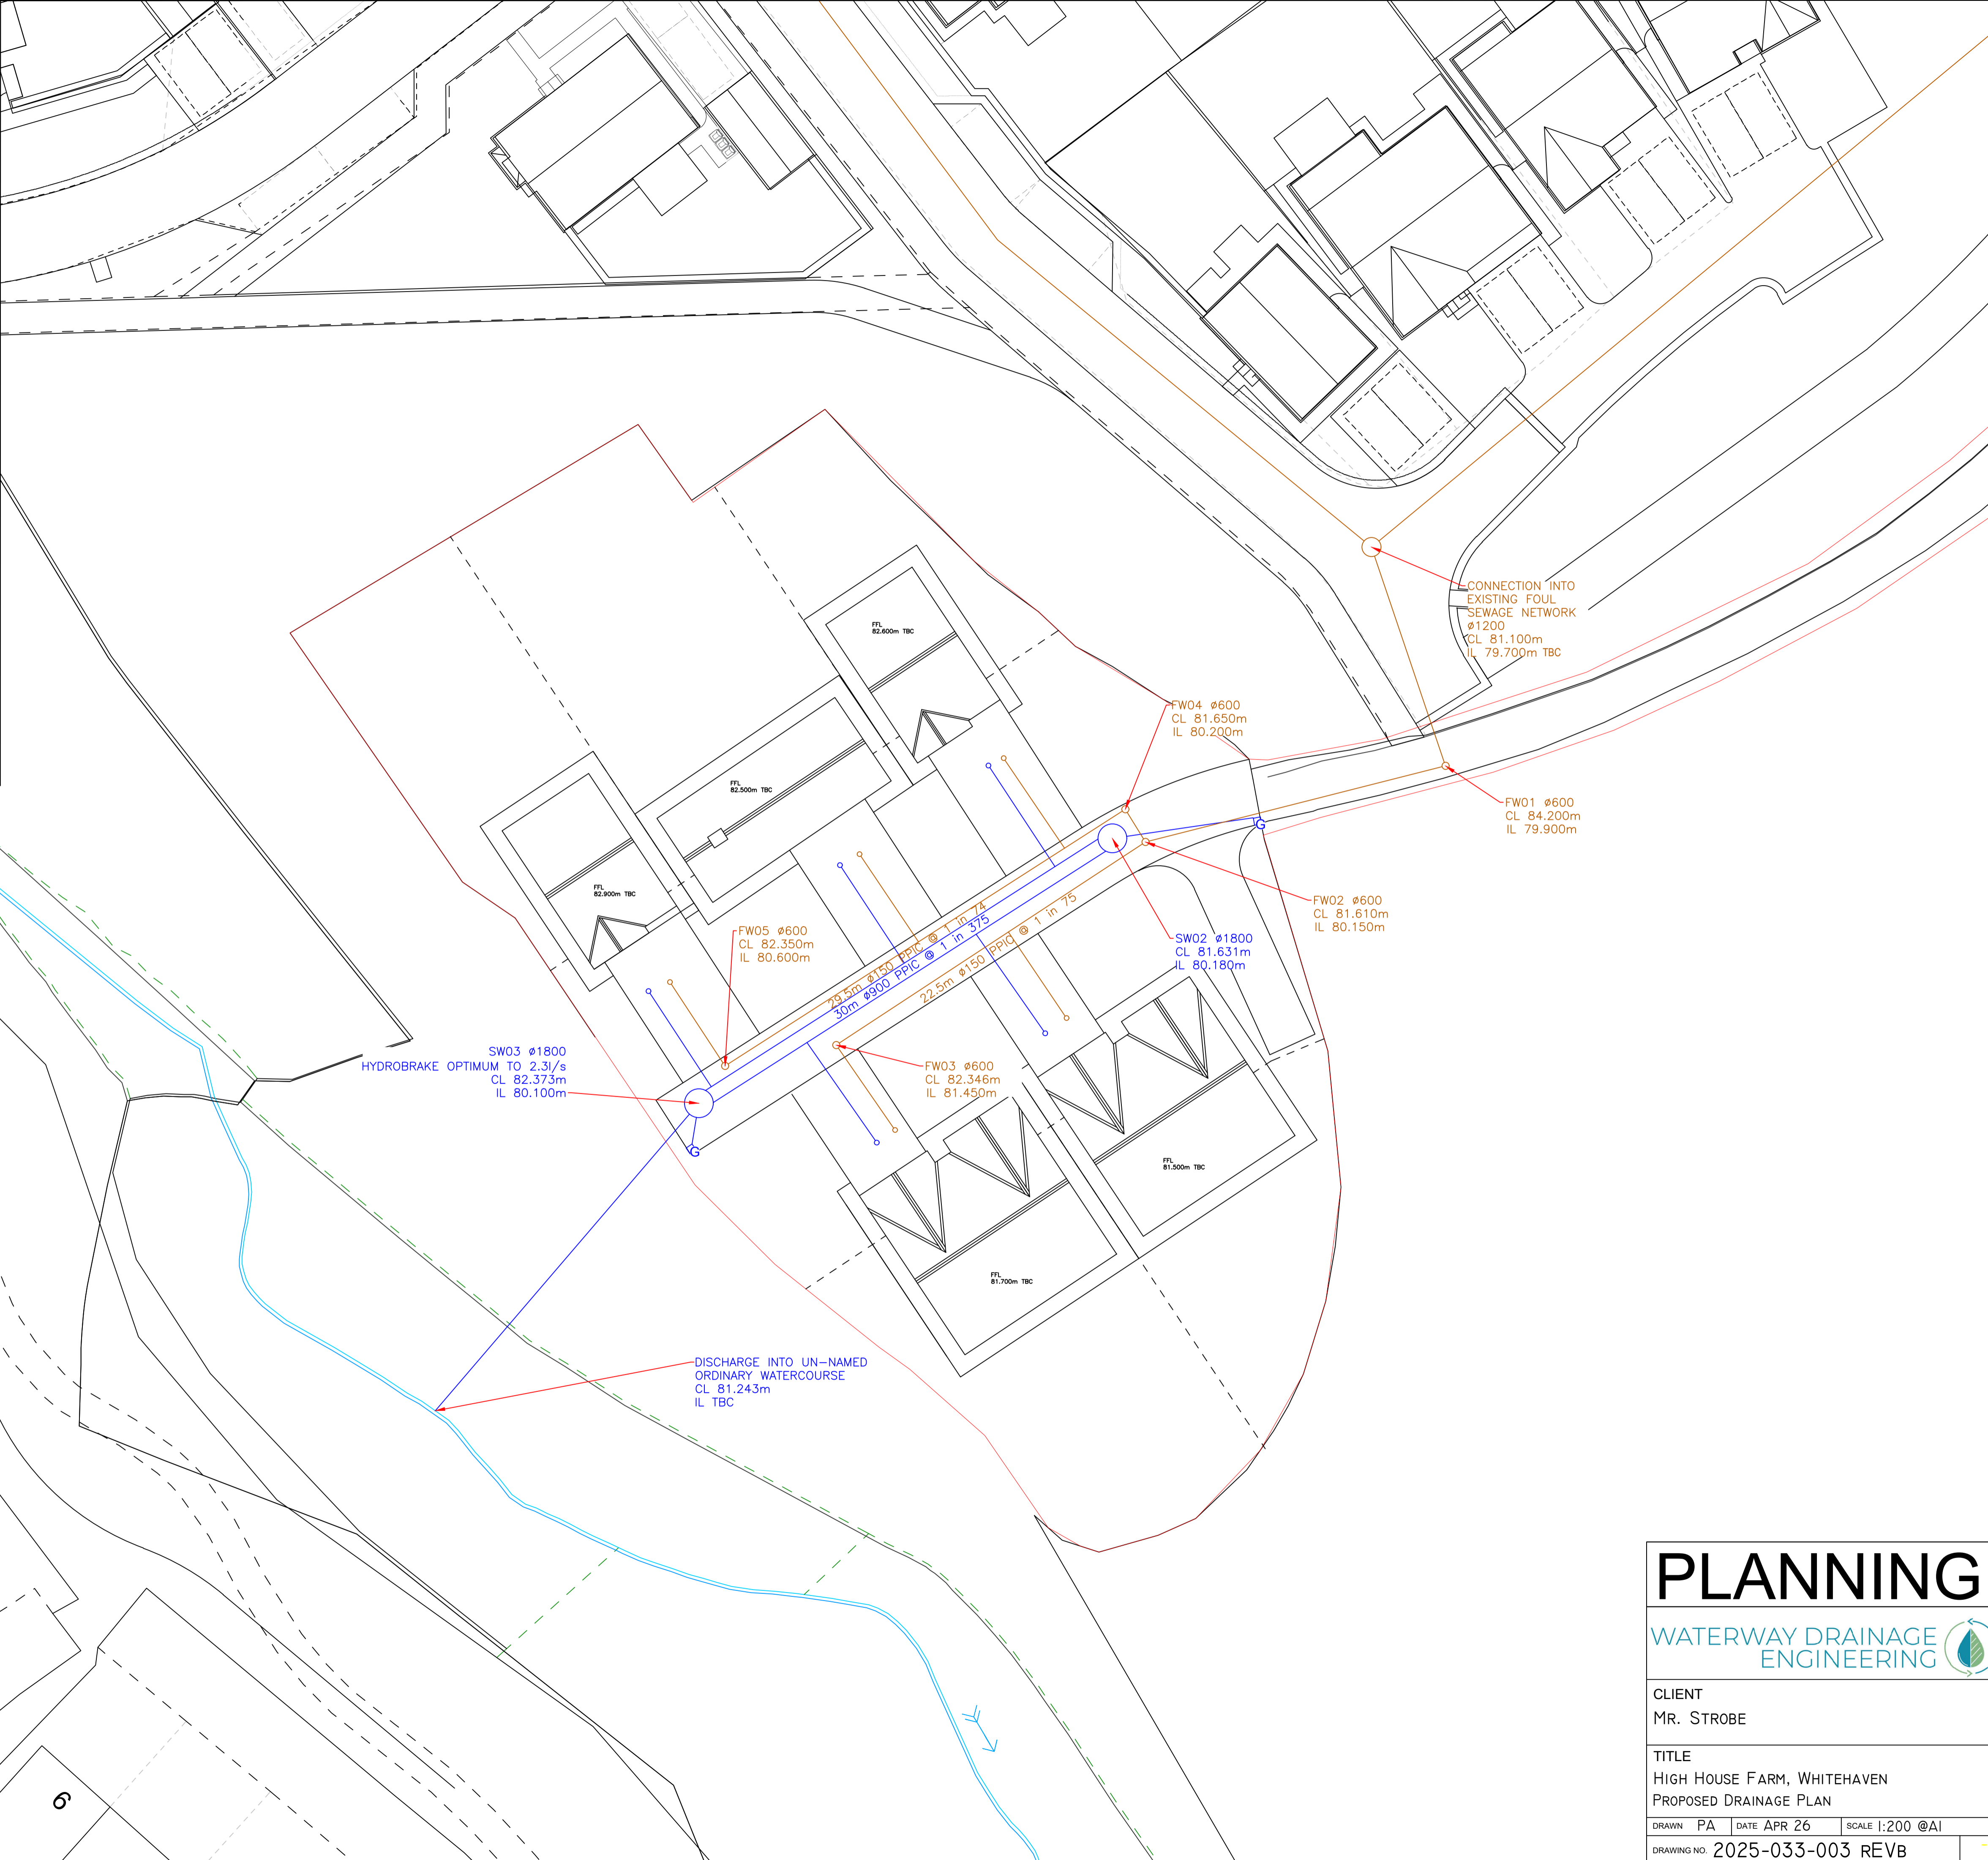 CONNECTION INTO
EXISTING FOUL
SEWAGE NETWORK
ø1200
CL 81.100m
IL 79.700m TBC
FFL
82.600m TBC
FW04 ø600
CL 81.650m
IL 80.200m
FFL
82.500m TBC
FW01 ø600
CL 84.200m
IL 79.900m
G
FFL
82.900m TBC
FW02 ø600
CL 81.610m
IL 80.150m
FW05 ø600
CL 82.350m
IL 80.600m
SW02 ø1800
CL 81.631m
IL 80.180m
29.5m ø150 PPIC @ 1 in 74
30m ø900 PPIC @ 1 in 375
22.5m ø150 PPIC @ 1 in 75
SW03 ø1800
HYDROBRAKE OPTIMUM TO 2.3l/s
CL 82.373m
IL 80.100m
FW03 ø600
CL 82.346m
IL 81.450m
G
FFL
81.500m TBC
FFL
81.700m TBC
DISCHARGE INTO UN-NAMED
ORDINARY WATERCOURSE
CL 81.243m
IL TBC
6
PLANNING
WATERWAY DRAINAGE
ENGINEERING
CLIENT
MR. STROBE
TITLE
HIGH HOUSE FARM, WHITEHAVEN
PROPOSED DRAINAGE PLAN
DRAWN PA DATE APR 26 SCALE 1:200 @A1
DRAWING NO. 2025-033-003 REVB